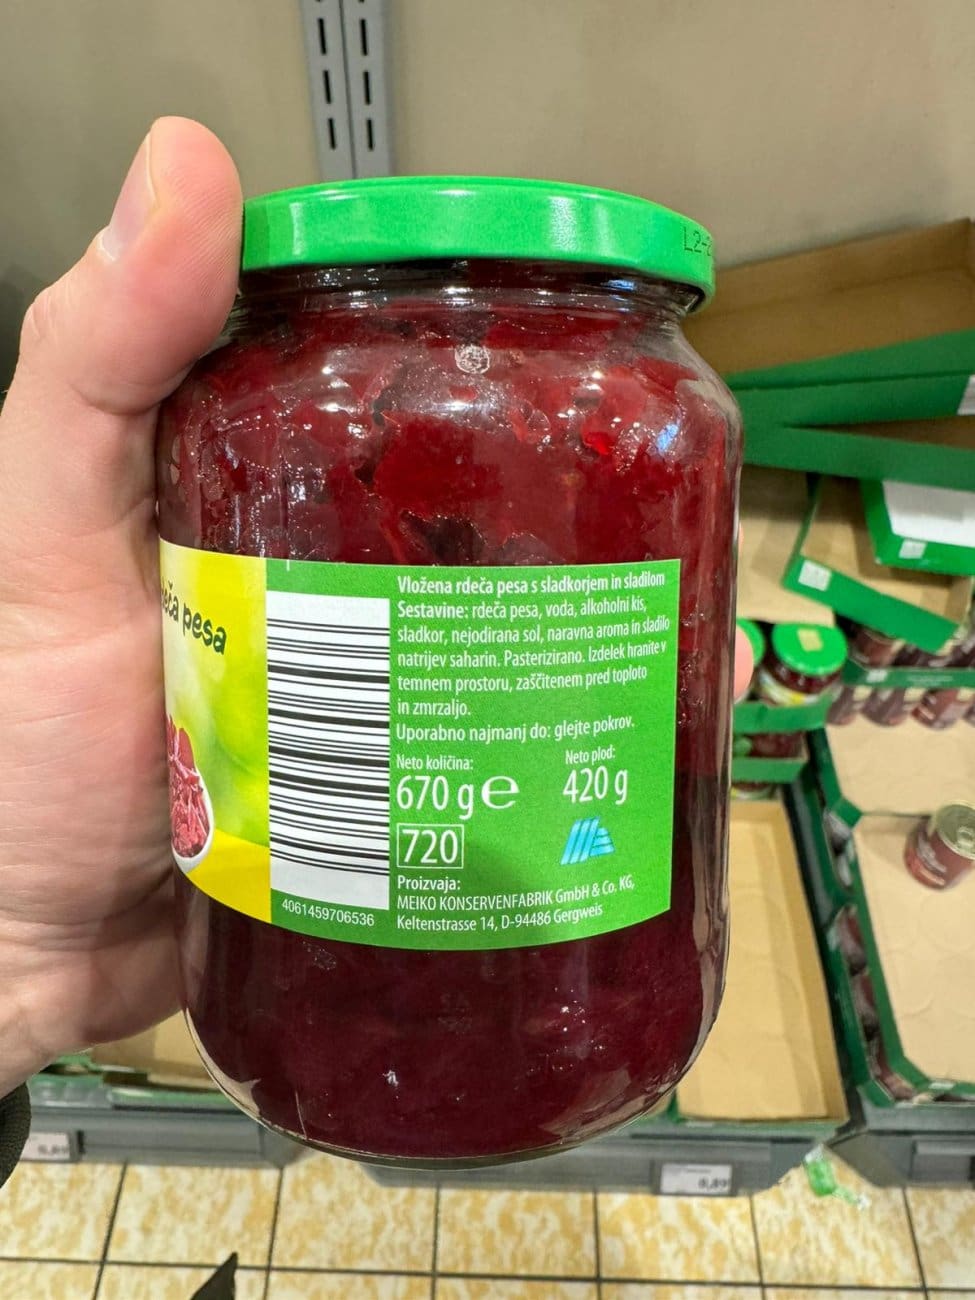 pesa
Vložena rdeča pesa s sladkorjem in sladilom
Sestavine: rdeča pesa, voda, alkoholni kis,
sladkor, nejodirana sol, naravna aroma in sladilo
natrijev saharin. Pasterizirano. Izdelek hranite v
temnem prostoru, zaščitenem pred toploto
in zmrzaljo.
Uporabno najmanj do: glejte pokrov.
Neto količina: Neto plod:
670 g e 420 g
720
Proizvaja:
MEIKO KONSERVENFABRIK GmbH & Co. KG,
Keltenstrasse 14, D-94486 Gergweis
4061459706536